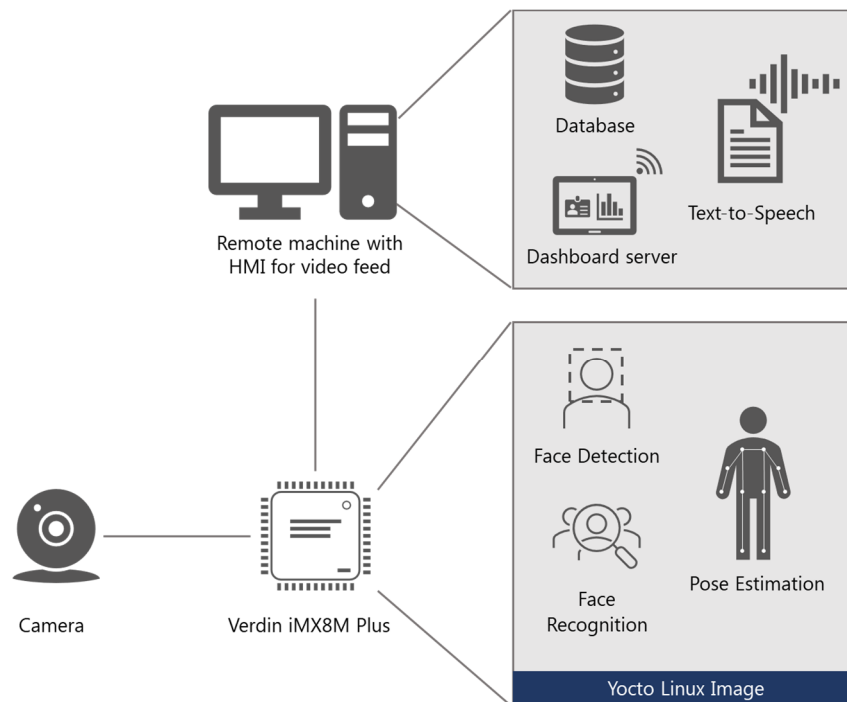 Database
Text-to-Speech
Dashboard server
Remote machine with
HMI for video feed
Face Detection
Face
Recognition
Pose Estimation
Camera
Verdin iMX8M Plus
Yocto Linux Image